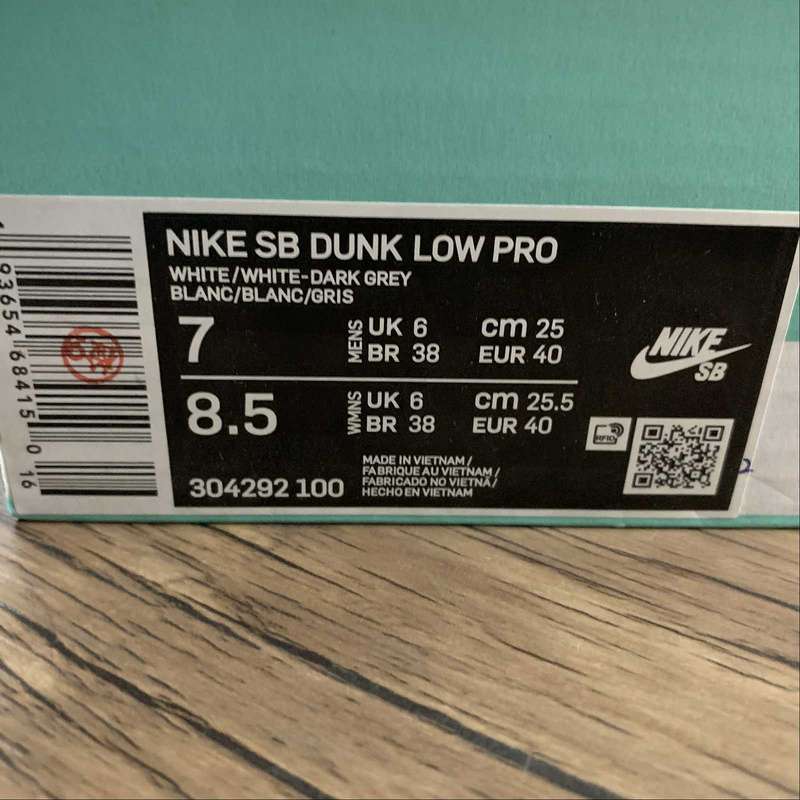 NIKE SB DUNK LOW PRO
WHITE/WHITE-DARK GREY
BLANC/BLANC/GRIS
7
MENS
UK 6
cm 25
BR 38
EUR 40
8.5
WMNS
UK 6
cm 25.5
BR 38
EUR 40
NIKE
SB
RFID
304292 100
MADE IN VIETNAM /
FABRIQUE AU VIETNAM /
FABRICADO NO VIETNÃ /
HECHO EN VIETNAM
93654 68415 0 16